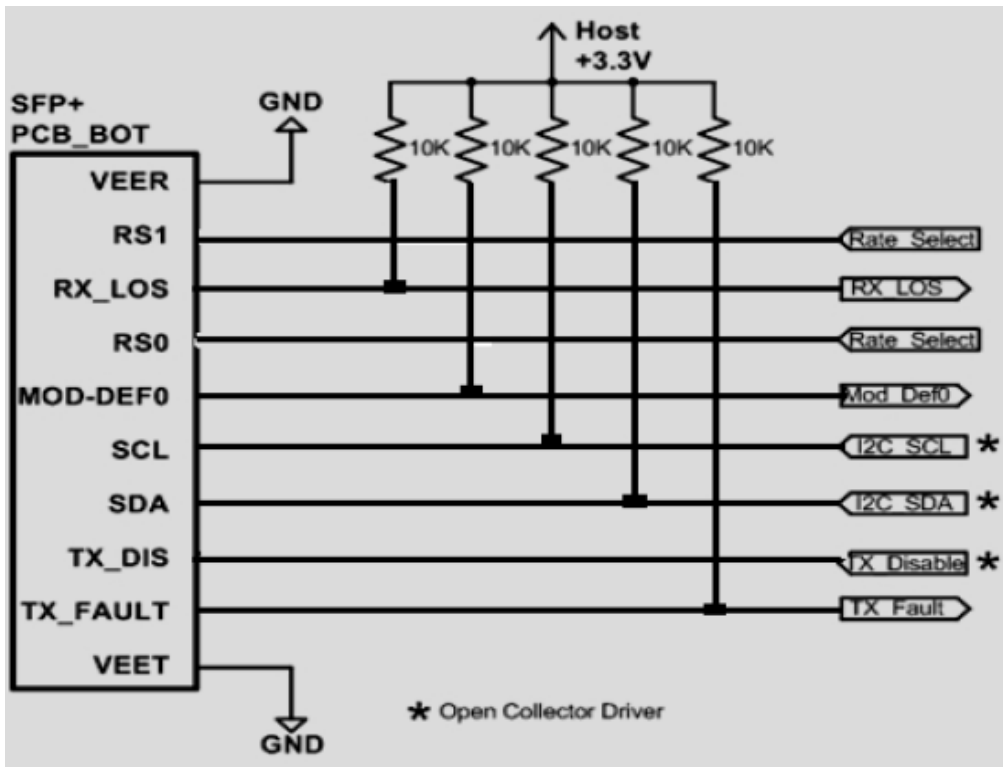 Host
+3.3V
SFP+
PCB_BOT
GND
10K 10K 10K 10K 10K
VEER
RS1 Rate Select
RX_LOS RX LOS
RS0 Rate Select
MOD-DEF0 Mod Def0
SCL I2C SCL *
SDA I2C SDA *
TX_DIS TX Disable *
TX_FAULT TX Fault
VEET
* Open Collector Driver
GND